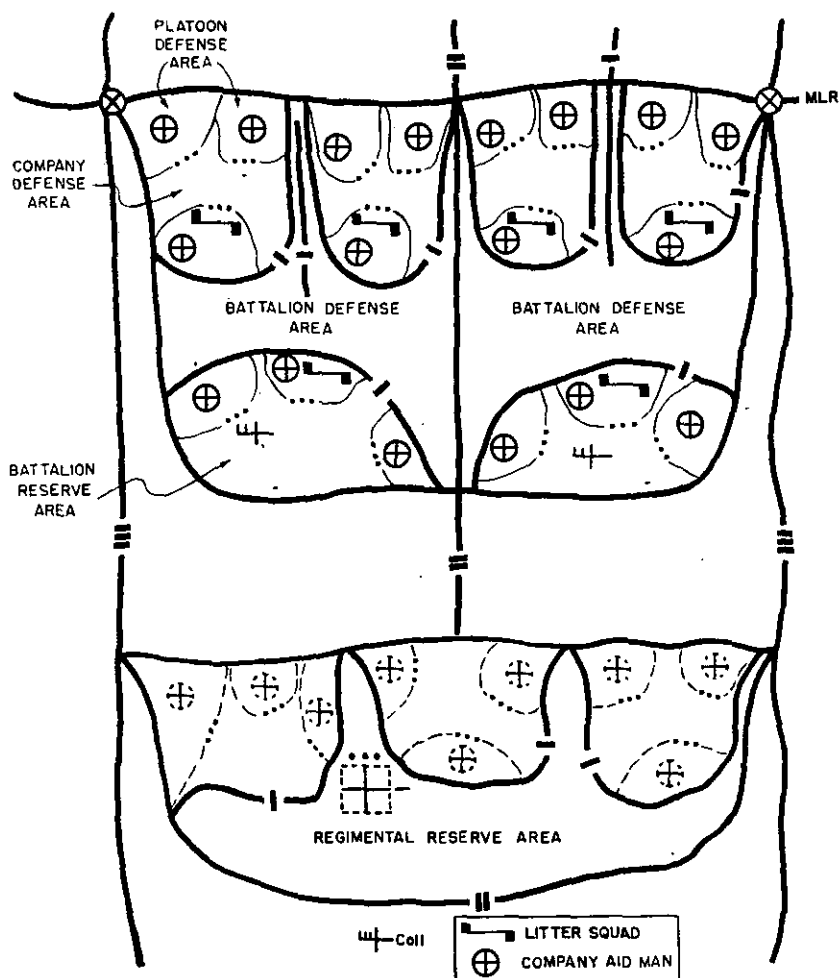 PLATOON
DEFENSE
AREA
MLR
COMPANY
DEFENSE
AREA
BATTALION DEFENSE
AREA
BATTALION DEFENSE
AREA
BATTALION
RESERVE
AREA
REGIMENTAL RESERVE AREA
Coll
LITTER SQUAD
COMPANY AID MAN